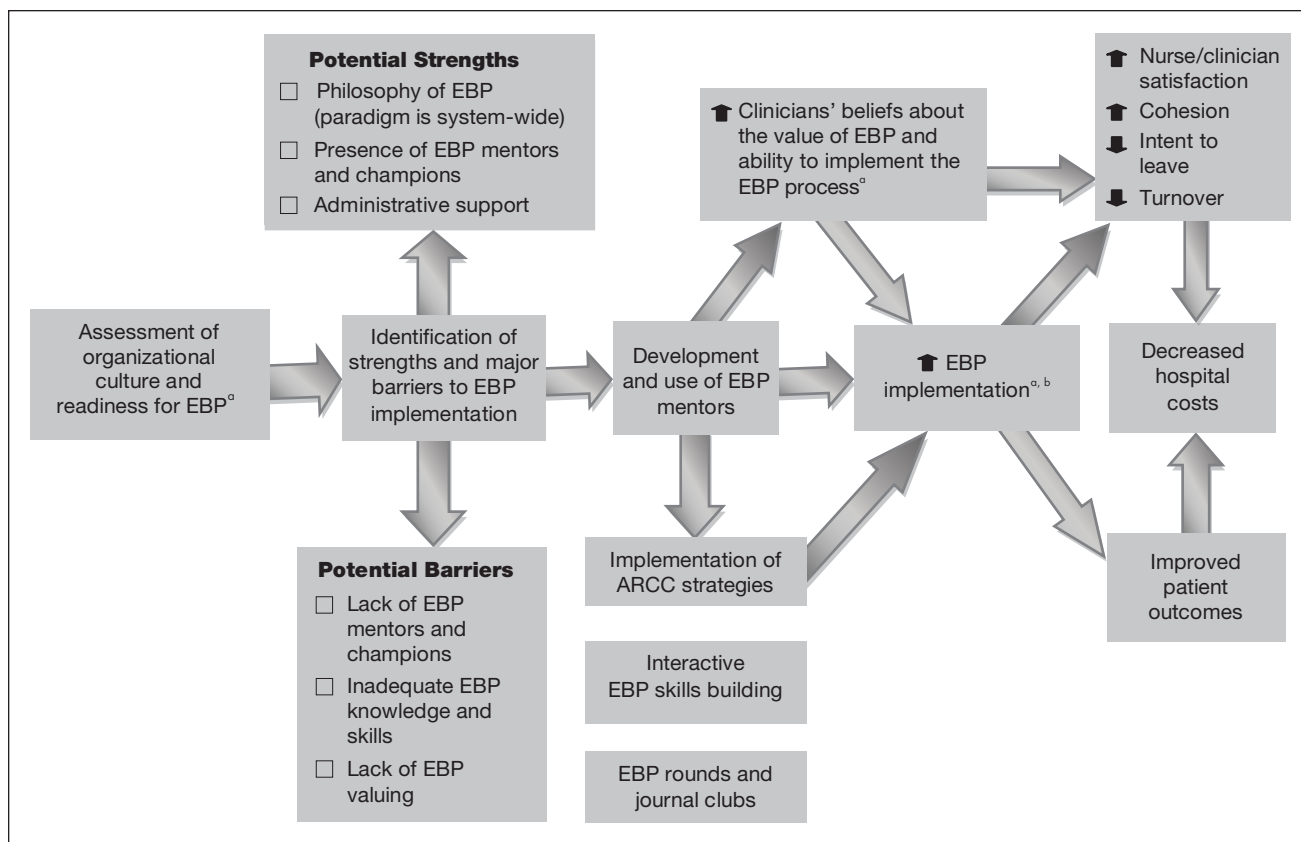 Potential Strengths
☐ Philosophy of EBP
(paradigm is system-wide)
☐ Presence of EBP mentors
and champions
☐ Administrative support
Assessment of
organizational
culture and
readiness for EBPᵃ
Identification of
strengths and major
barriers to EBP
implementation
Potential Barriers
☐ Lack of EBP
mentors and
champions
☐ Inadequate EBP
knowledge and
skills
☐ Lack of EBP
valuing
Development
and use of EBP
mentors
Implementation of
ARCC strategies
Interactive
EBP skills building
EBP rounds and
journal clubs
Clinicians’ beliefs about
the value of EBP and
ability to implement the
EBP processᵃ
EBP
implementationᵃ, ᵇ
Nurse/clinician
satisfaction
Cohesion
Intent to
leave
Turnover
Decreased
hospital
costs
Improved
patient
outcomes